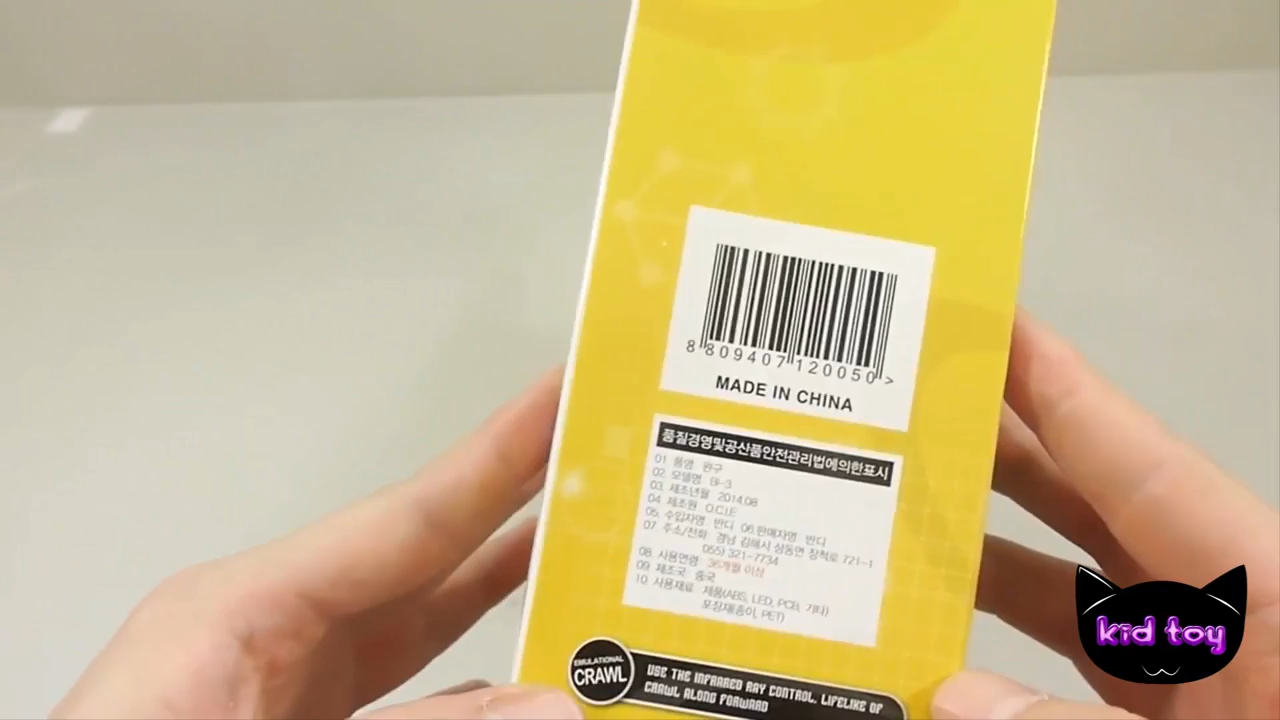 8 809407 120050 >
MADE IN CHINA
품질경영및공산품안전관리법에의한표시
01 품명 완구
02. 모델명 BI-3
03. 제조년월 2014.08
04. 제조원 O.C.I.E
05. 수입자명 반디 06.판매자명 반디
07 주소/전화 경남 김해시 상동면 장척로 721-1
055) 321-7734
08. 사용연령 36개월 이상
09 제조국 중국
10. 사용재료 제품(ABS, LED, PCB, 기타)
포장재(종이, PET)
EMULATIONAL
CRAWL
USE THE INFRARED RAY CONTROL, LIFELIKE OF
CRAWL ALONG FORWARD
kid toy